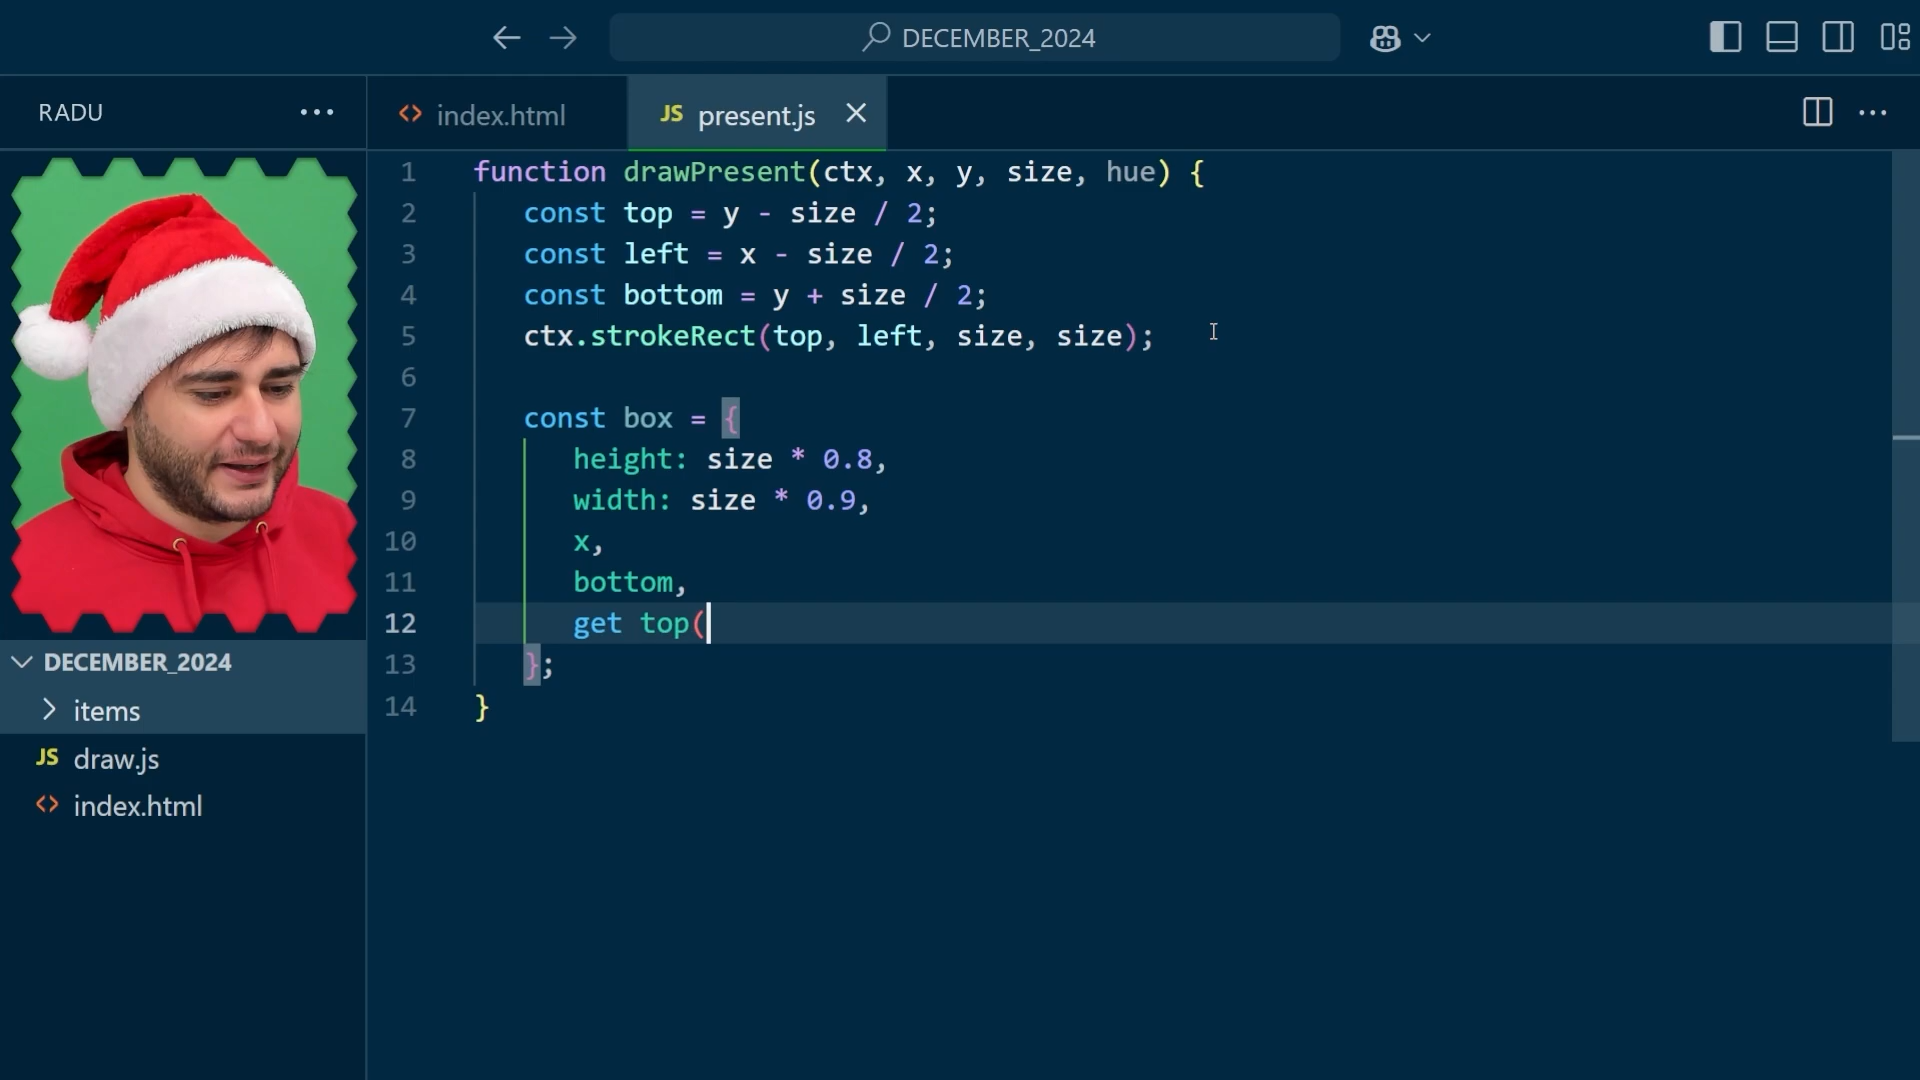 DECEMBER_2024
RADU
index.html
JS present.js
1 function drawPresent(ctx, x, y, size, hue) {
2 const top = y - size / 2;
3 const left = x - size / 2;
4 const bottom = y + size / 2;
5 ctx.strokeRect(top, left, size, size);
6
7 const box = {
8 height: size * 0.8,
9 width: size * 0.9,
10 x,
11 bottom,
12 get top(
13 };
14 }
DECEMBER_2024
items
JS draw.js
index.html